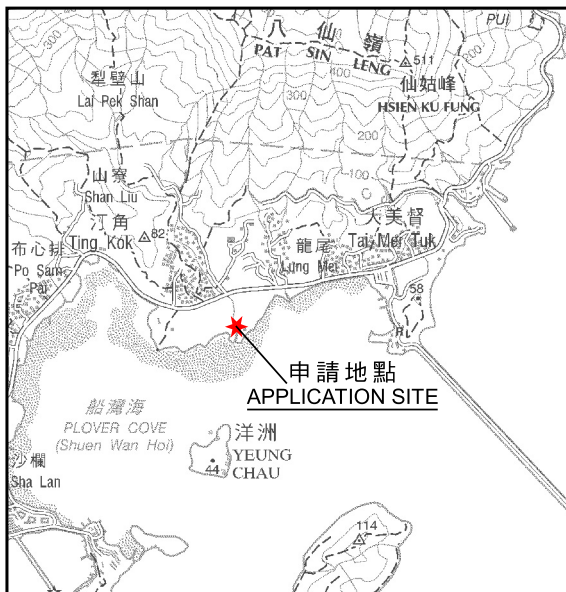 PUI
八仙嶺
PAT SIN LENG
511
仙姑峰
HSIEN KU FUNG
犁壁山
Lai Pek Shan
300
300
400
200
300
200
100
山寮
Shan Liu
汀角
Ting Kok
82
布心排
Po Sam
Pai
大美督
Tai Mei Tuk
龍尾
Lung Mei
58
申請地點
APPLICATION SITE
船灣海
PLOVER COVE
(Shuen Wan Hoi)
洋洲
YEUNG
CHAU
44
沙欄
Sha Lan
114